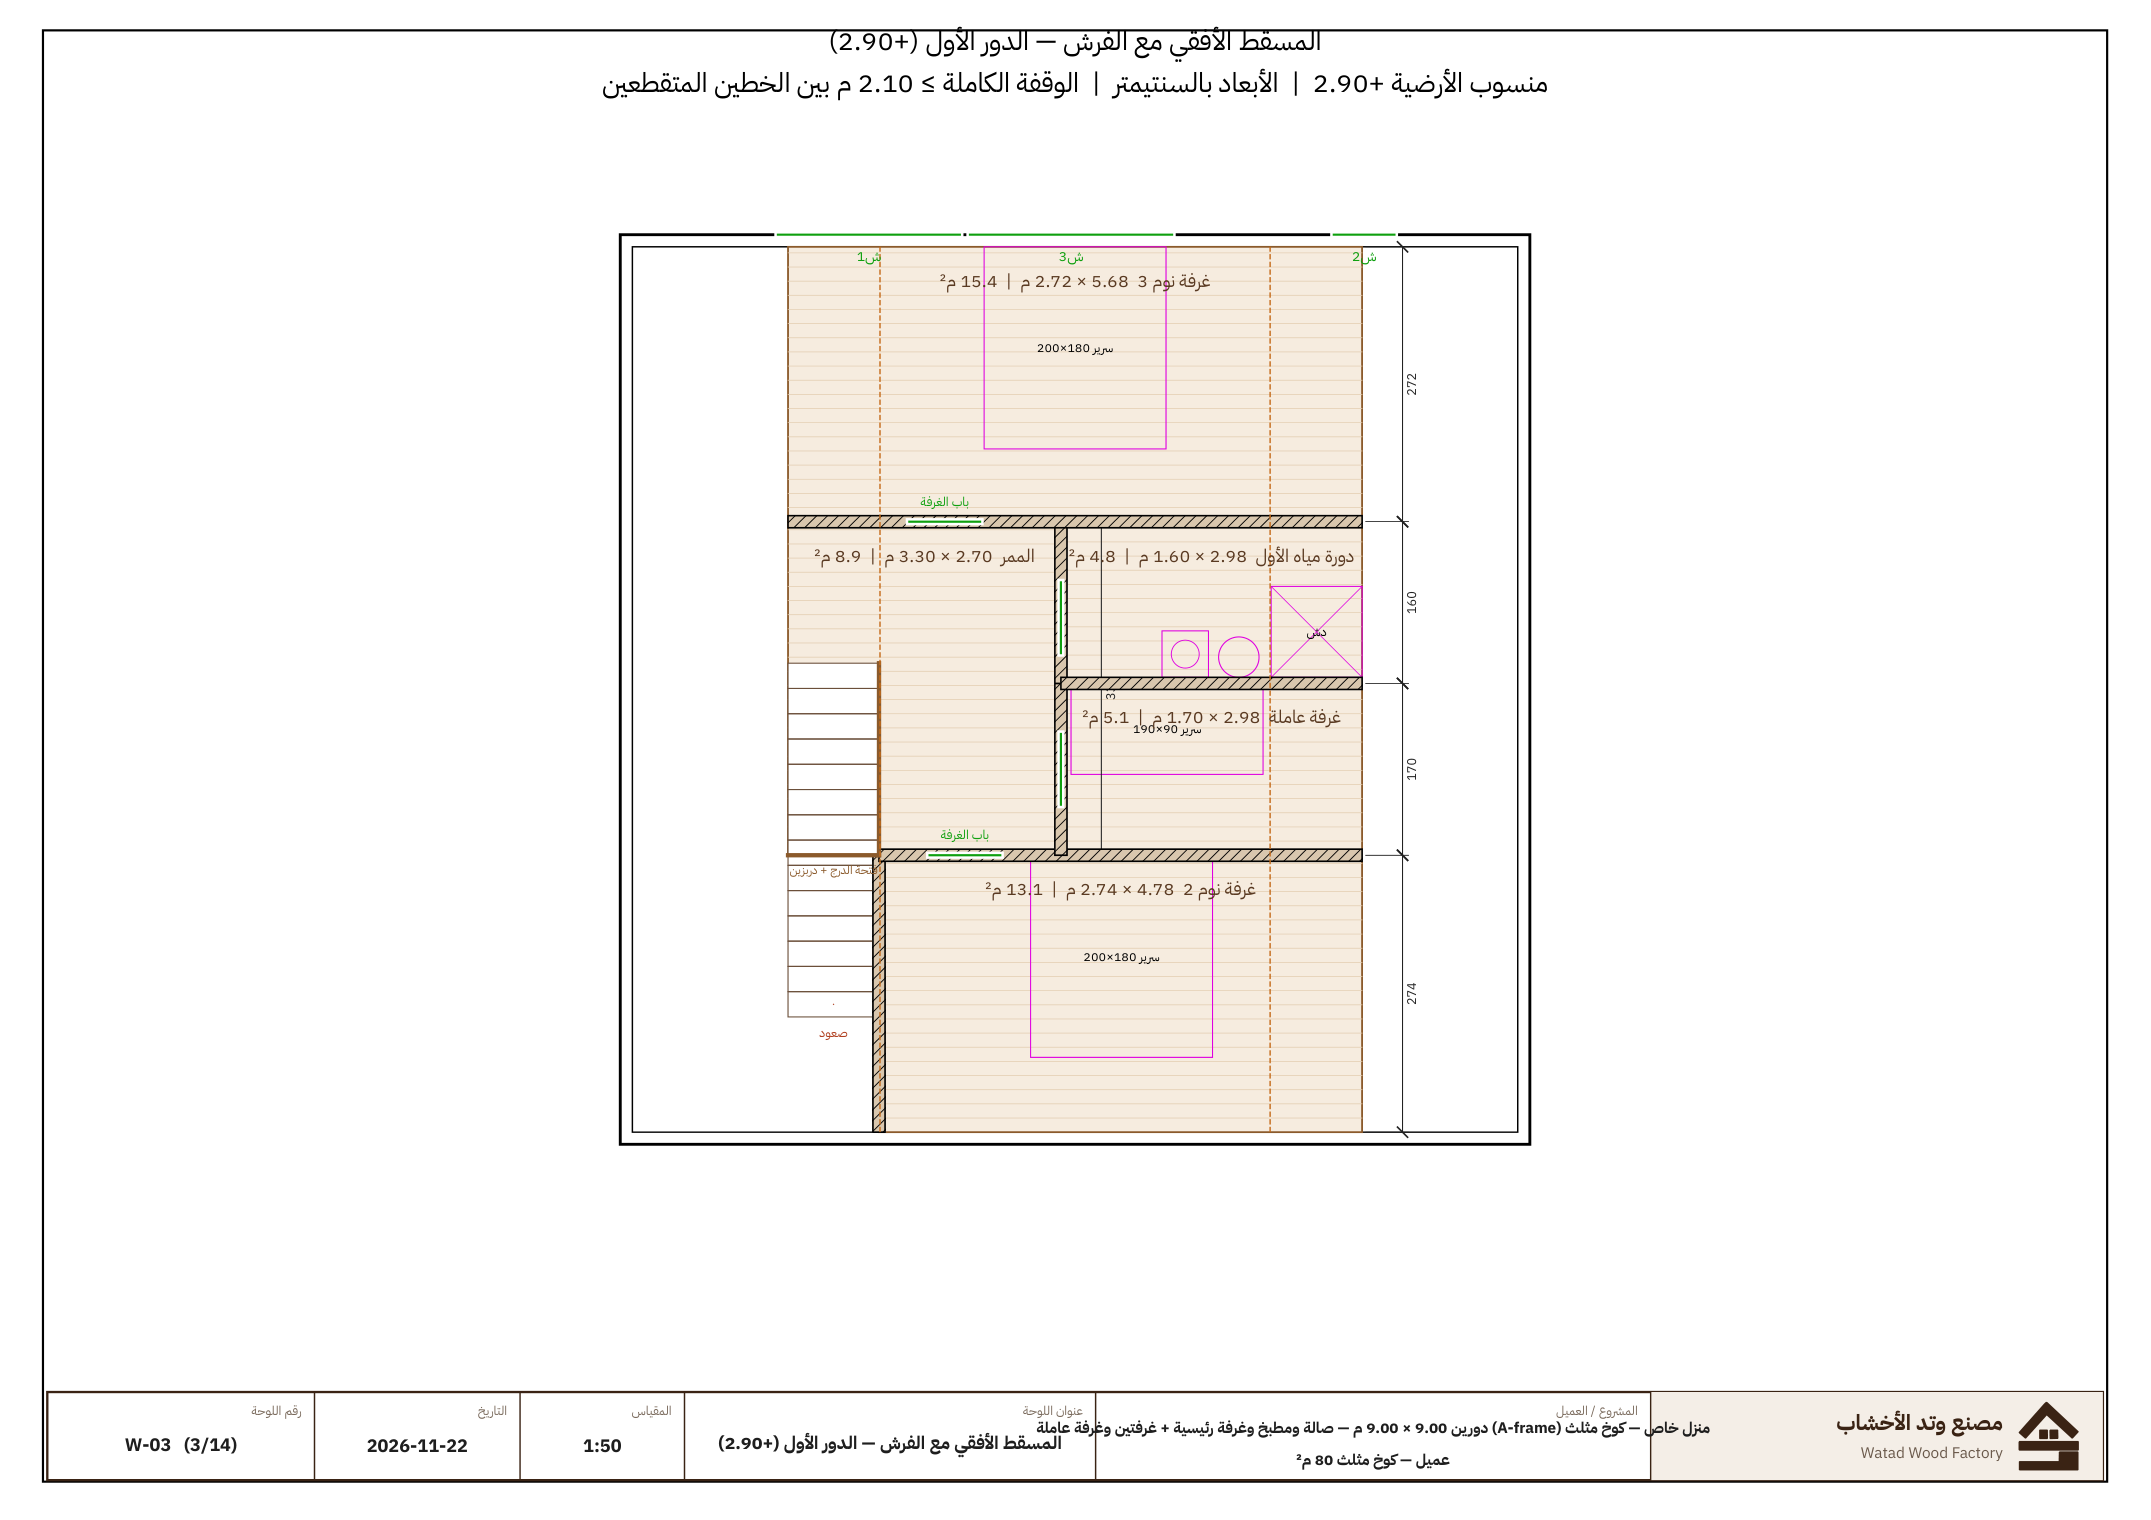 المسقط الأفقي مع الفرش — الدور الأول (+2.90)
منسوب الأرضية +2.90 | الأبعاد بالسنتيمتر | الوقفة الكاملة ≥ 2.10 م بين الخطين المتقطعين
ش1
ش3
ش2
غرفة نوم 3 5.68 × 2.72 م | 15.4 م²
سرير 180×200
272
باب الغرفة
الممر 2.70 × 3.30 م | 8.9 م²
دورة مياه الأول 2.98 × 1.60 م | 4.8 م²
160
دش
غرفة عاملة 2.98 × 1.70 م | 5.1 م²
سرير 90×190
170
باب الغرفة
فتحة الدرج + درابزين
غرفة نوم 2 4.78 × 2.74 م | 13.1 م²
سرير 180×200
274
صعود
مصنع وتد الأخشاب
Watad Wood Factory
المشروع / العميل
منزل خاص — كوخ مثلث (A-frame) دورين 9.00 × 9.00 م — صالة ومطبخ وغرفة رئيسية + غرفتين وغرفة عاملة
عميل — كوخ مثلث 80 م²
عنوان اللوحة
المسقط الأفقي مع الفرش — الدور الأول (+2.90)
المقياس
1:50
التاريخ
2026-11-22
رقم اللوحة
W-03 (3/14)